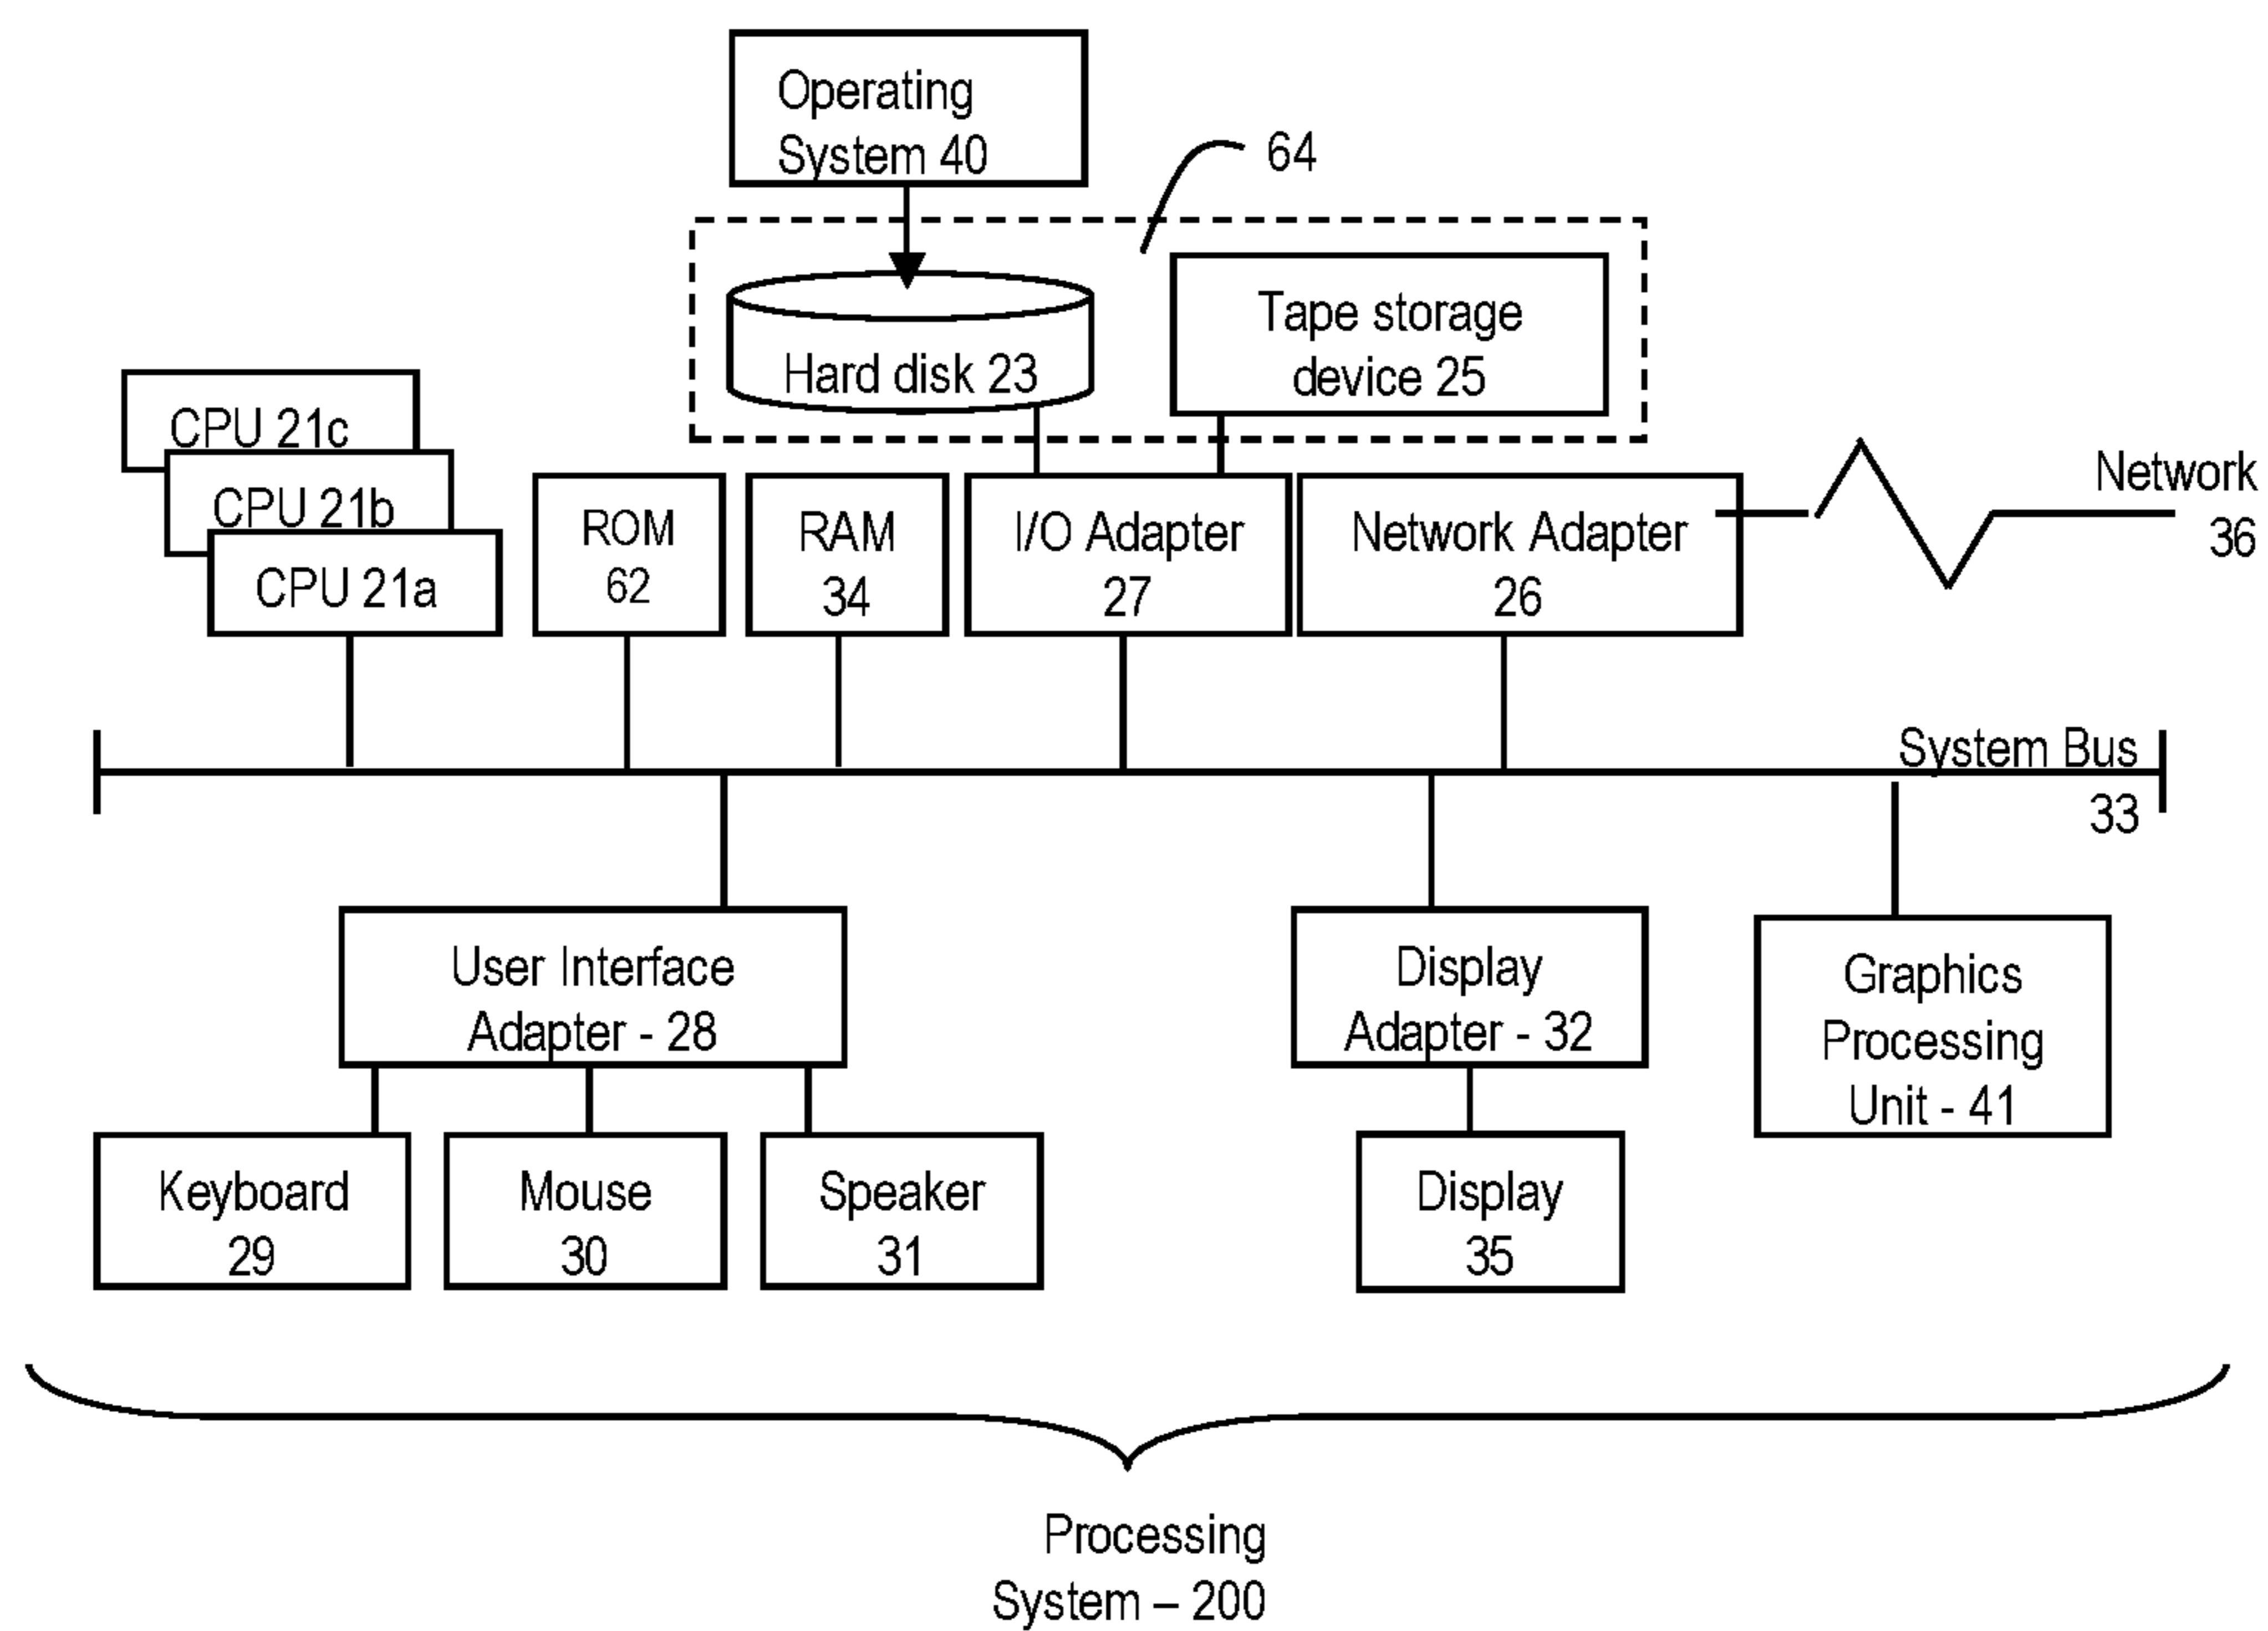 Operating
System 40
64
Hard disk 23
Tape storage
device 25
CPU 21c
CPU 21b
CPU 21a
ROM
62
RAM
34
I/O Adapter
27
Network Adapter
26
Network
36
System Bus
33
User Interface
Adapter - 28
Display
Adapter - 32
Graphics
Processing
Unit - 41
Keyboard
29
Mouse
30
Speaker
31
Display
35
Processing
System – 200